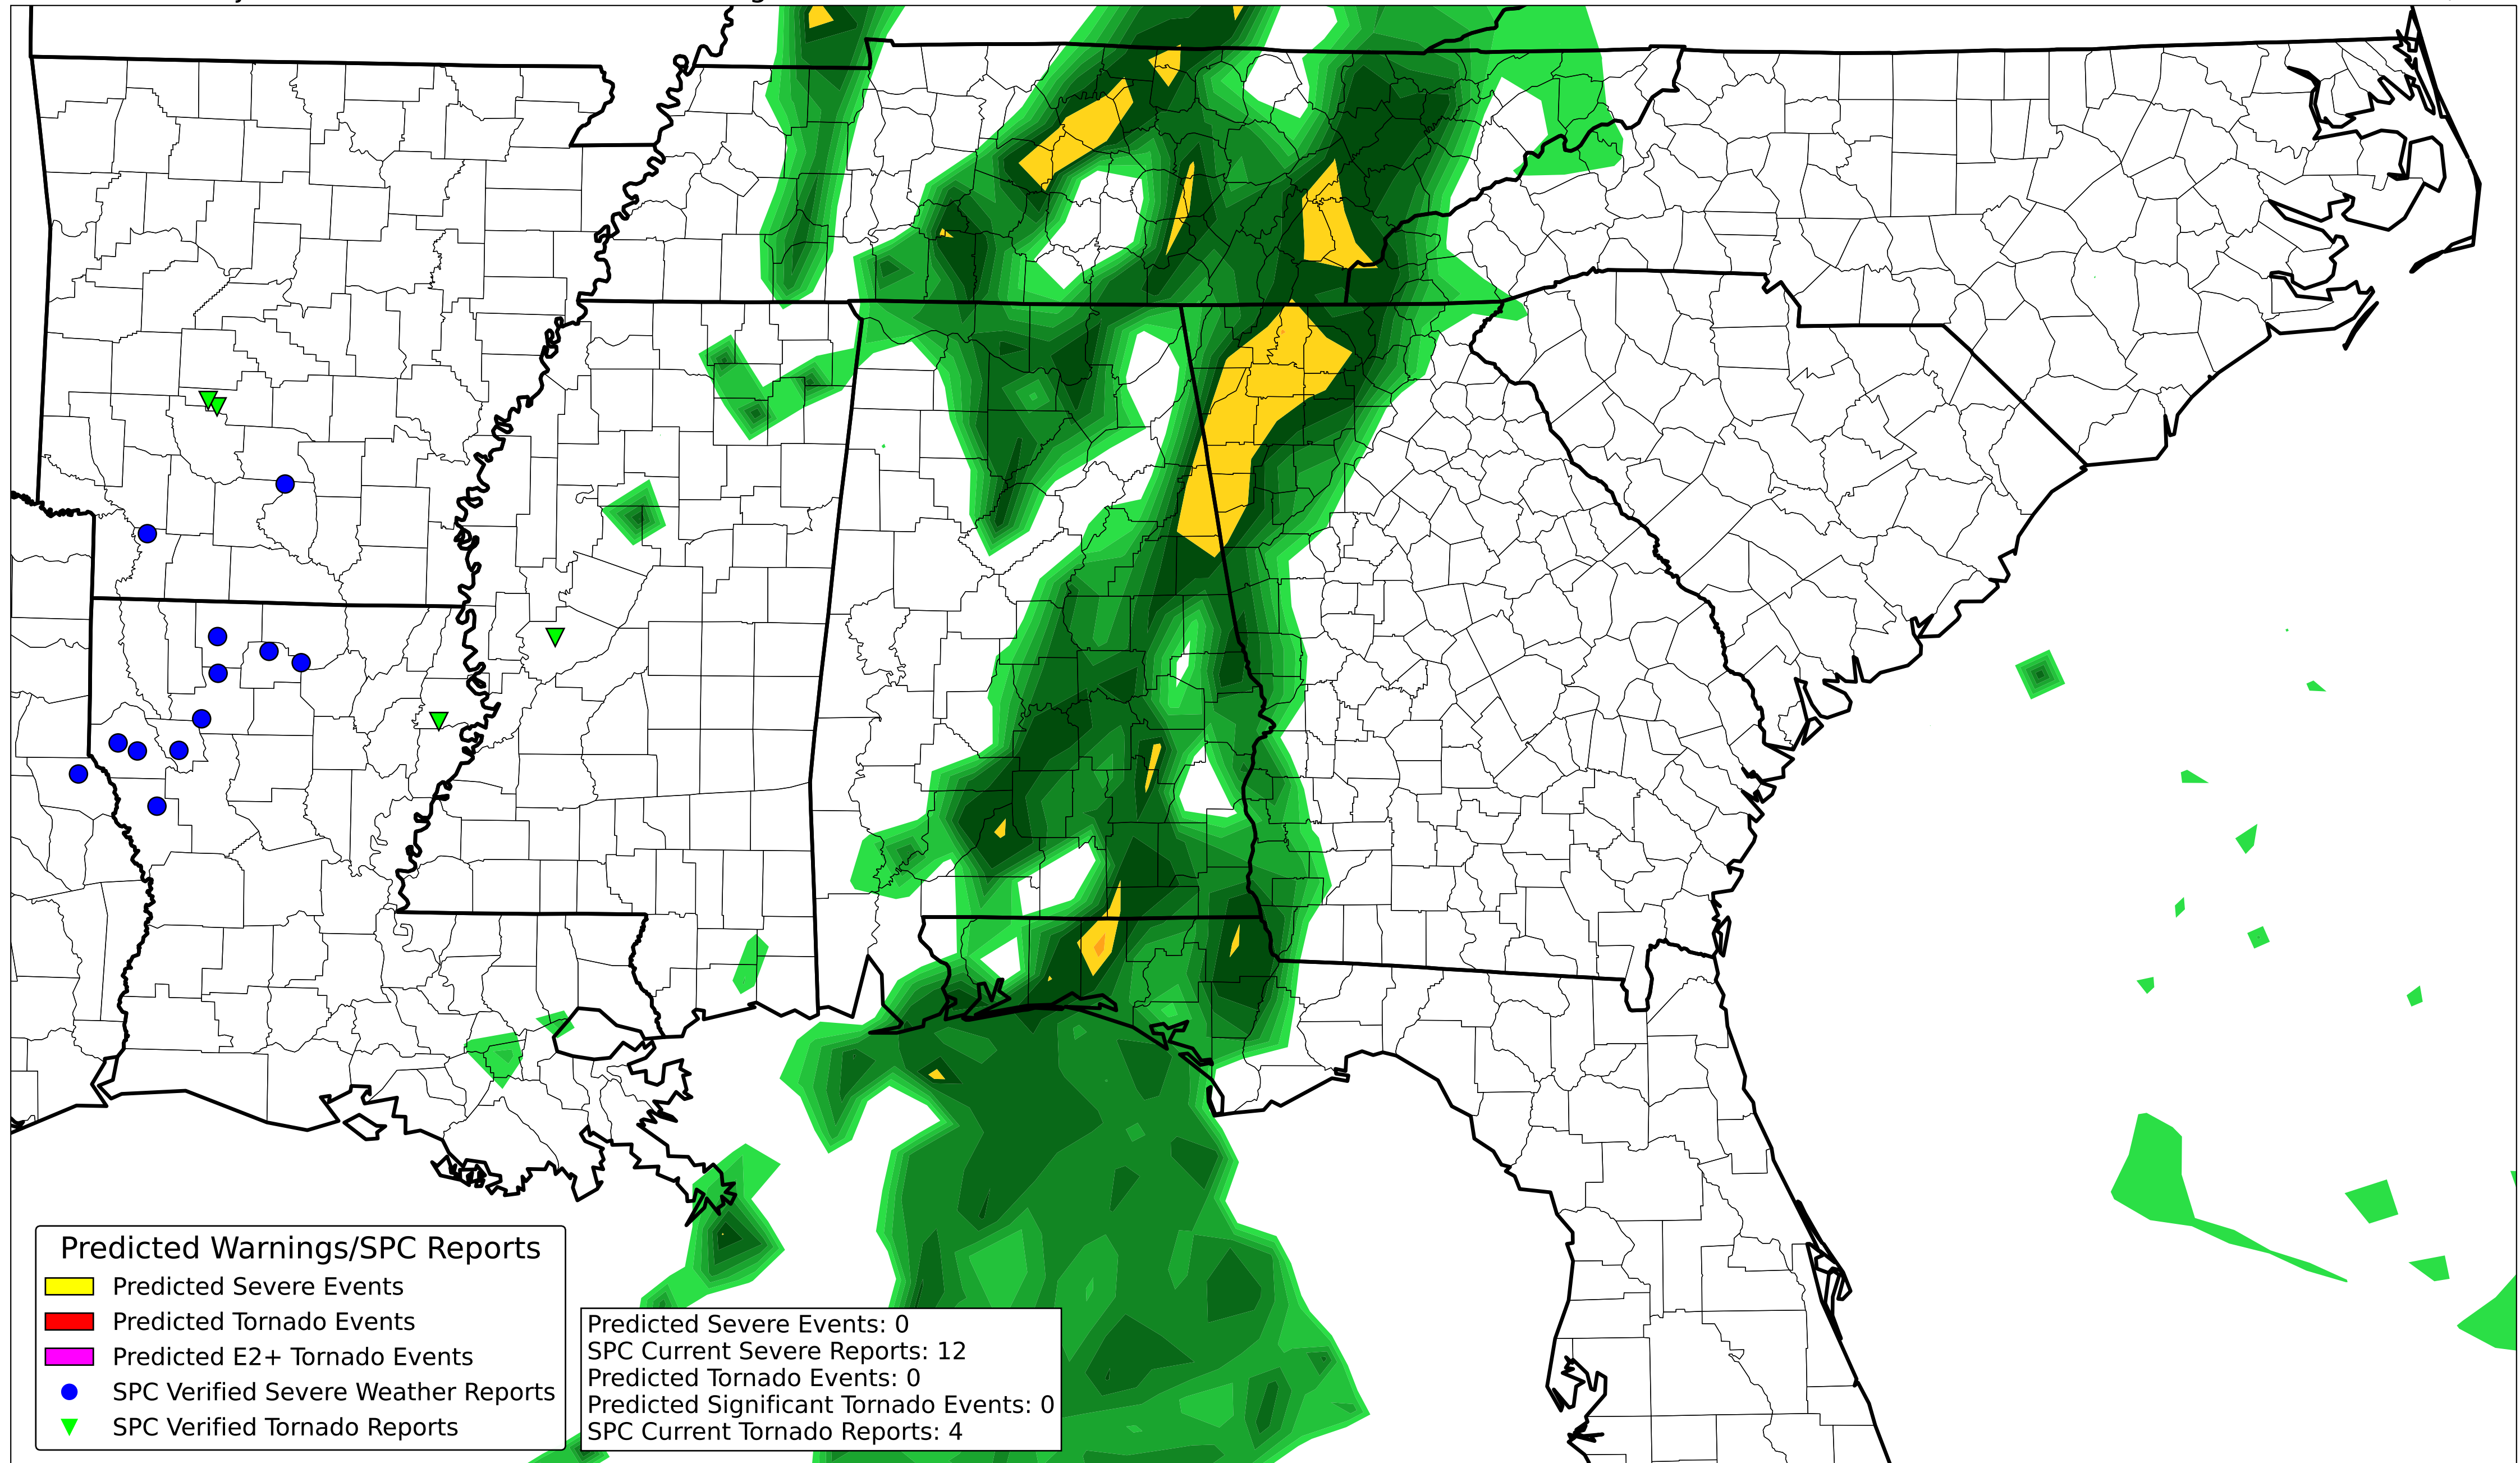 Predicted Warnings/SPC Reports
Predicted Severe Events
Predicted Tornado Events
Predicted E2+ Tornado Events
SPC Verified Severe Weather Reports
SPC Verified Tornado Reports
Predicted Severe Events: 0
SPC Current Severe Reports: 12
Predicted Tornado Events: 0
Predicted Significant Tornado Events: 0
SPC Current Tornado Reports: 4